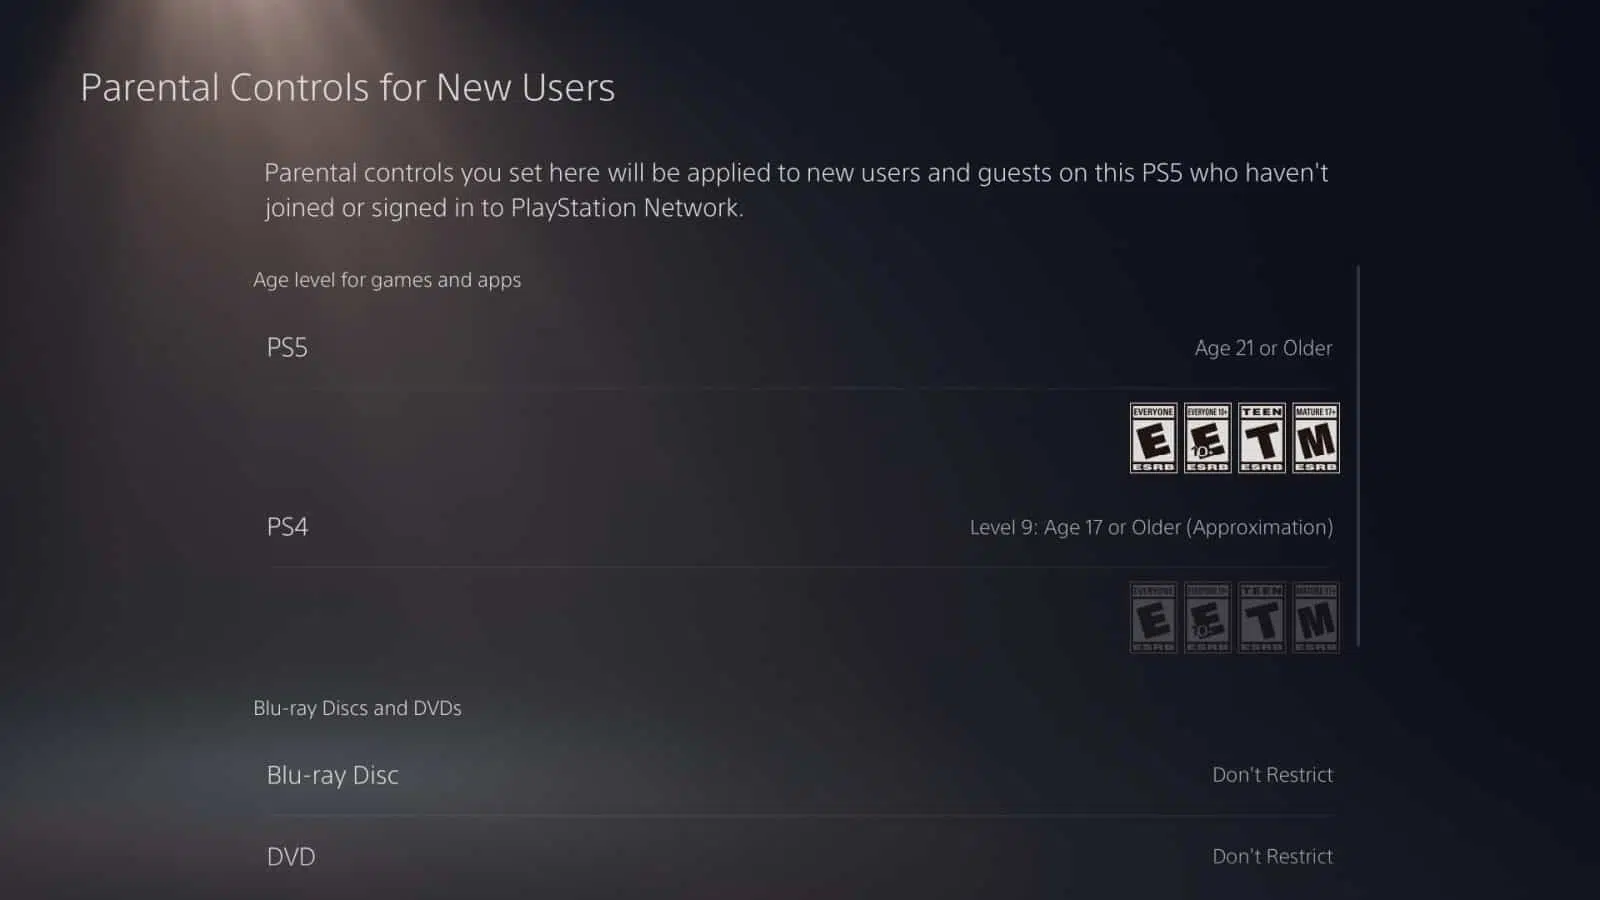 Parental Controls for New Users
Parental controls you set here will be applied to new users and guests on this PS5 who haven't
joined or signed in to PlayStation Network.
Age level for games and apps
PS5
Age 21 or Older
EVERYONE EVERYONE 10+ TEEN MATURE 17+
E E 10+ T M
ESRB ESRB ESRB ESRB
PS4
Level 9: Age 17 or Older (Approximation)
EVERYONE EVERYONE 10+ TEEN MATURE 17+
E E 10+ T M
Blu-ray Discs and DVDs
Blu-ray Disc
Don't Restrict
DVD
Don't Restrict